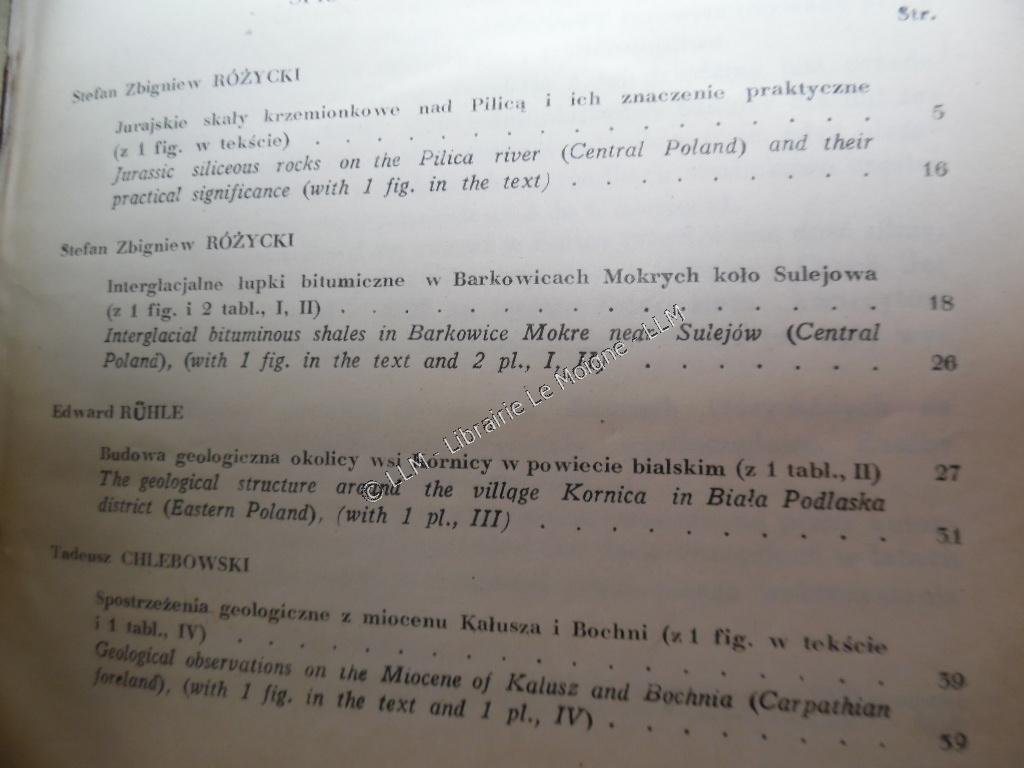 Str.
Stefan Zbigniew RÓŻYCKI
Jurajskie skały krzemionkowe nad Pilicą i ich znaczenie praktyczne
(z 1 fig. w tekście) . . . . . . . . . . . . . . . . 5
Jurassic siliceous rocks on the Pilica river (Central Poland) and their
practical significance (with 1 fig. in the text) . . . . . . . . 16
Stefan Zbigniew RÓŻYCKI
Interglacjalne łupki bitumiczne w Barkowicach Mokrych koło Sulejowa
(z 1 fig. i 2 tabl., I, II) . . . . . . . . . . . . . . . 18
Interglacial bituminous shales in Barkowice Mokre near Sulejów (Central
Poland), (with 1 fig. in the text and 2 pl., I, II) . . . . . . . 26
Edward RÜHLE
Budowa geologiczna okolicy wsi Kornicy w powiecie bialskim (z 1 tabl., II) 27
The geological structure around the village Kornica in Biała Podlaska
district (Eastern Poland), (with 1 pl., III) . . . . . . . . . 31
Tadeusz CHLEBOWSKI
Spostrzeżenia geologiczne z miocenu Kałusza i Bochni (z 1 fig. w tekście
i 1 tabl., IV) . . . . . . . . . . . . . . . . . . 39
Geological observations on the Miocene of Kalusz and Bochnia (Carpathian
foreland), (with 1 fig. in the text and 1 pl., IV) . . . . . . . . 59
© LLM - Librairie Le Moigne - LLM